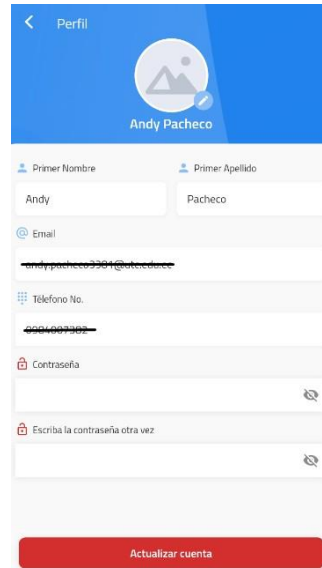 Perfil
Andy Pacheco
Primer Nombre
Primer Apellido
Andy
Pacheco
@ Email
Télefono No.
Contraseña
Escriba la contraseña otra vez
Actualizar cuenta